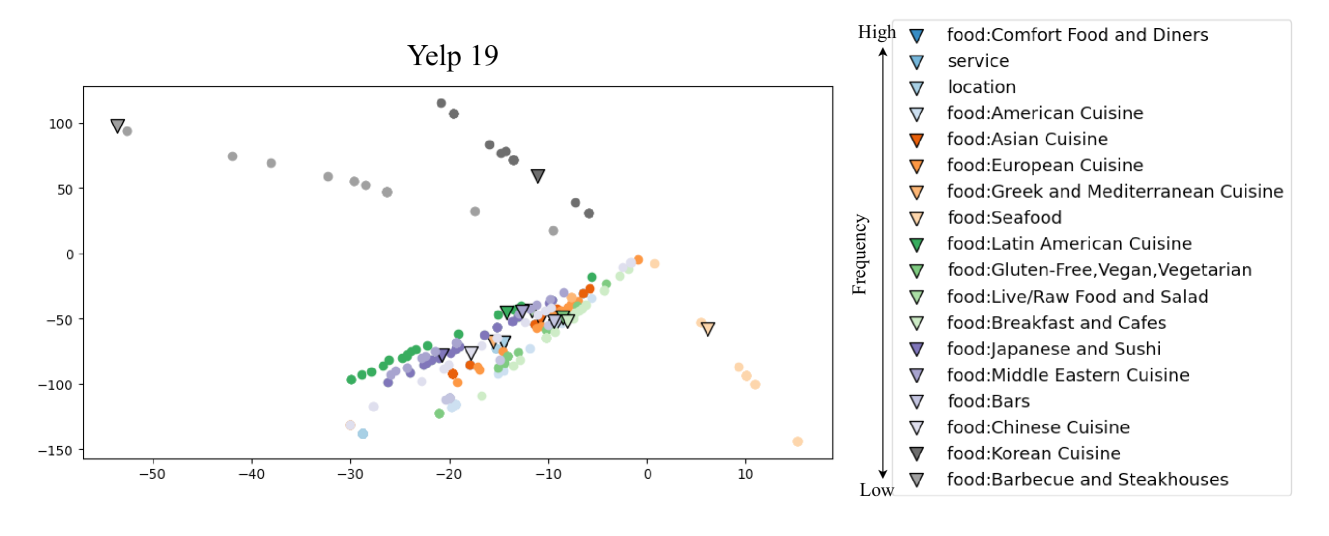 Yelp 19
100
50
0
−50
−100
−150
−50
−40
−30
−20
−10
0
10
High
Frequency
Low
food:Comfort Food and Diners
service
location
food:American Cuisine
food:Asian Cuisine
food:European Cuisine
food:Greek and Mediterranean Cuisine
food:Seafood
food:Latin American Cuisine
food:Gluten-Free,Vegan,Vegetarian
food:Live/Raw Food and Salad
food:Breakfast and Cafes
food:Japanese and Sushi
food:Middle Eastern Cuisine
food:Bars
food:Chinese Cuisine
food:Korean Cuisine
food:Barbecue and Steakhouses